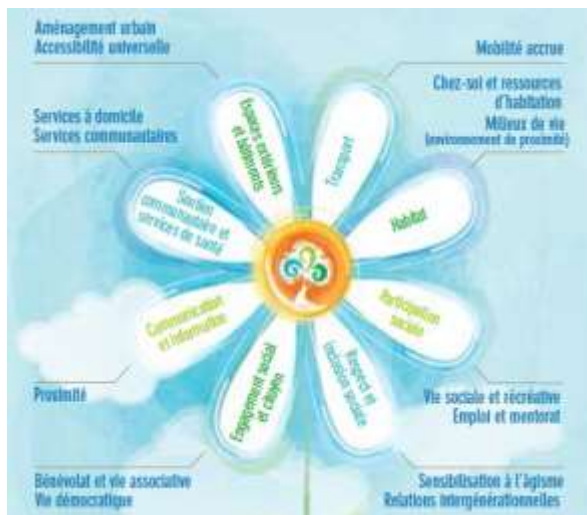 Aménagement urbain
Accessibilité universelle
Mobilité accrue
Chez-soi et ressources
d'habitation
Milieux de vie
(environnement de proximité)
Services à domicile
Services communautaires
Espaces extérieurs
et bâtiments
Transport
Habitat
Soutien
communautaire et
services de santé
Participation
sociale
Communication
et information
Engagement social
et citoyen
Respect et
inclusion sociale
Proximité
Vie sociale et récréative
Emploi et mentorat
Bénévolat et vie associative
Vie démocratique
Sensibilisation à l'âgisme
Relations intergénérationnelles